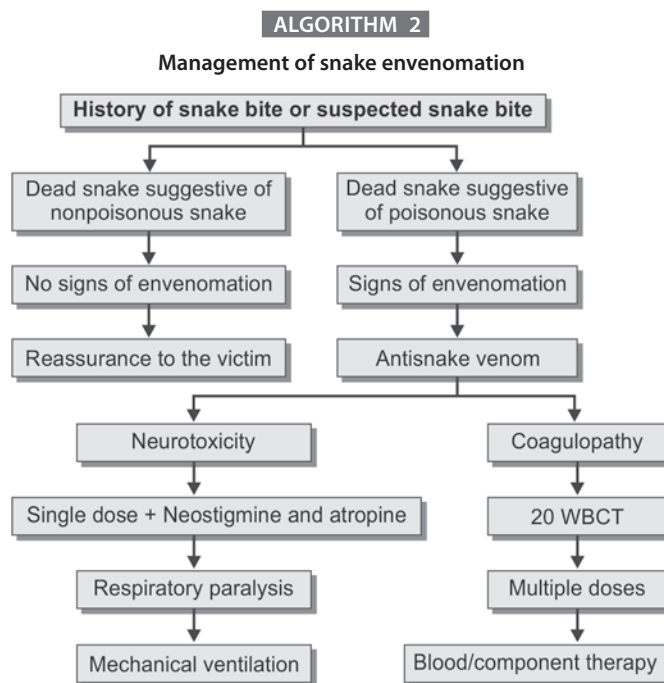 ALGORITHM 2
Management of snake envenomation
History of snake bite or suspected snake bite
Dead snake suggestive of
nonpoisonous snake
Dead snake suggestive
of poisonous snake
No signs of envenomation
Signs of envenomation
Reassurance to the victim
Antisnake venom
Neurotoxicity
Coagulopathy
Single dose + Neostigmine and atropine
20 WBCT
Respiratory paralysis
Multiple doses
Mechanical ventilation
Blood/component therapy